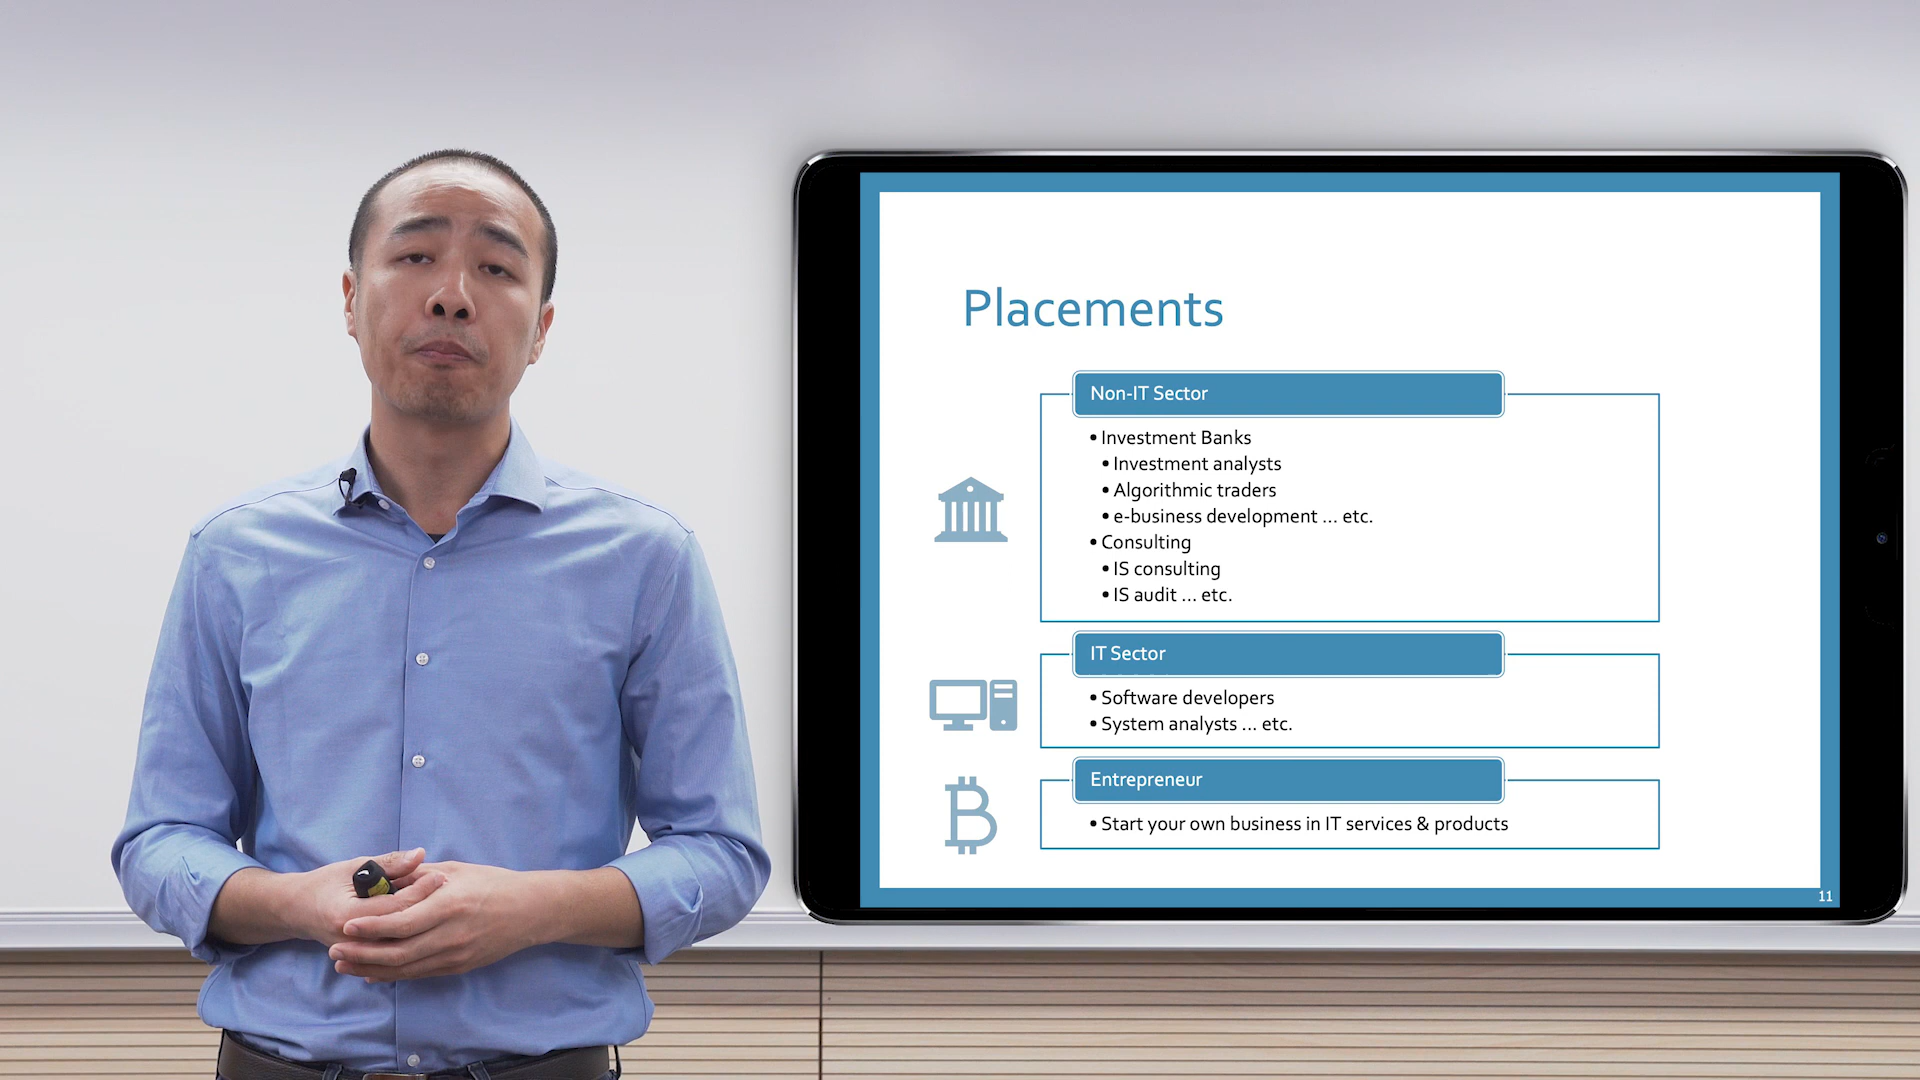 Placements
Non-IT Sector
• Investment Banks
• Investment analysts
• Algorithmic traders
• e-business development ... etc.
• Consulting
• IS consulting
• IS audit ... etc.
IT Sector
• Software developers
• System analysts ... etc.
Entrepreneur
• Start your own business in IT services & products
11